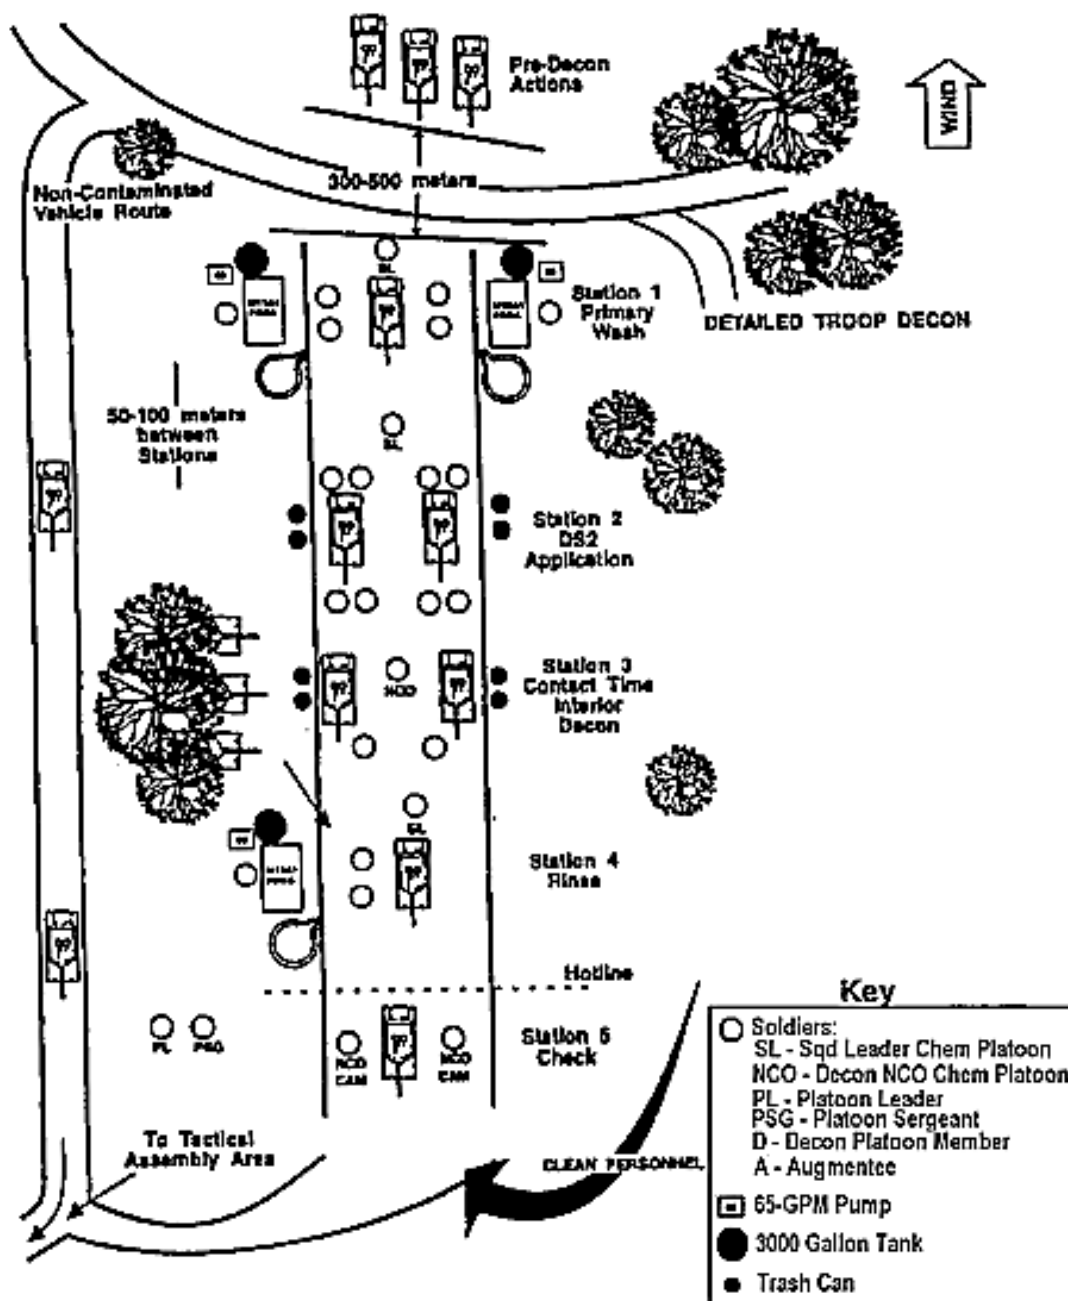 Pre-Decon
Actions
WIND
300-500 meters
Non-Contaminated
Vehicle Route
SL
Station 1
Primary
Wash
DETAILED TROOP DECON
50-100 meters
between
Stations
SL
Station 2
DS2
Application
Station 3
Contact Time
Interior
Decon
NCO
SL
Station 4
Rinse
Hotline
Station 5
Check
PL PSG
NCO
CAM
NCO
CAM
To Tactical
Assembly Area
CLEAN PERSONNEL
Key
Soldiers:
SL - Sqd Leader Chem Platoon
NCO - Decon NCO Chem Platoon
PL - Platoon Leader
PSG - Platoon Sergeant
D - Decon Platoon Member
A - Augmentee
65-GPM Pump
3000 Gallon Tank
Trash Can